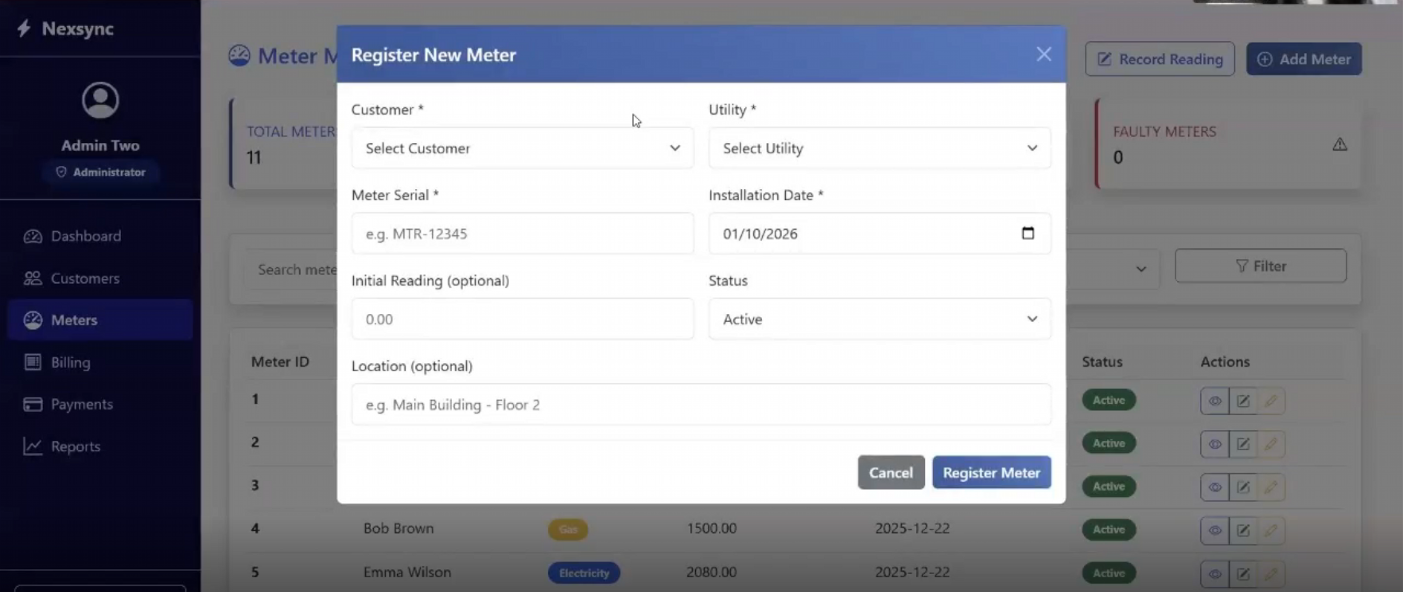 Nexsync
Admin Two
Administrator
Dashboard
Customers
Meters
Billing
Payments
Reports
Meter M
Record Reading
Add Meter
TOTAL METER
11
FAULTY METERS
0
Search mete
Filter
Register New Meter
Customer *
Utility *
Select Customer
Select Utility
Meter Serial *
Installation Date *
e.g. MTR-12345
01/10/2026
Initial Reading (optional)
Status
0.00
Active
Location (optional)
e.g. Main Building - Floor 2
Cancel
Register Meter
Meter ID
Status
Actions
1
Active
2
Active
3
Active
4 Bob Brown Gas 1500.00 2025-12-22 Active
5 Emma Wilson Electricity 2080.00 2025-12-22 Active